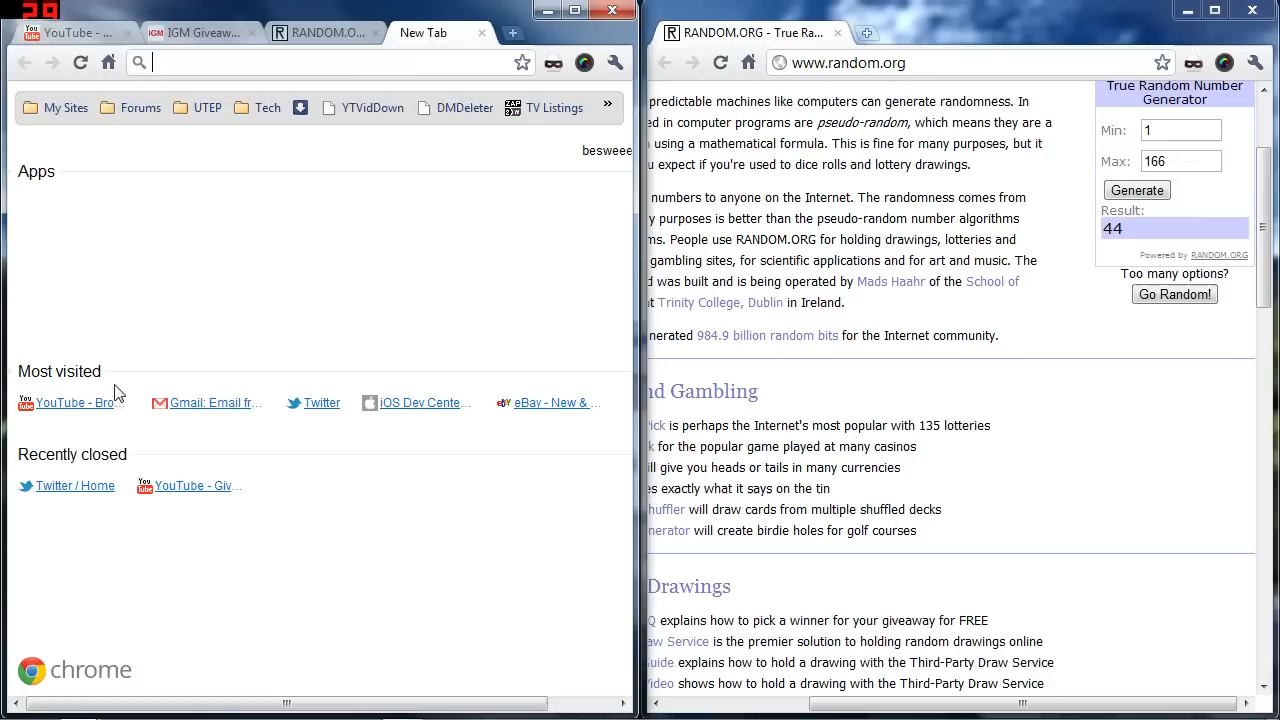 29
YouTube - ...
IGM Giveaw...
RANDOM.O...
New Tab
My Sites
Forums
UTEP
Tech
YTVidDown
DMDeleter
ZAP
TV Listings
»
besweee
Apps
Most visited
YouTube - Bro...
Gmail: Email fr...
Twitter
iOS Dev Cente...
eBay - New & ...
Recently closed
Twitter / Home
YouTube - Giv...
chrome
RANDOM.ORG - True Ra...
www.random.org
predictable machines like computers can generate randomness. In
ed in computer programs are pseudo-random, which means they are a
using a mathematical formula. This is fine for many purposes, but it
expect if you're used to dice rolls and lottery drawings.
numbers to anyone on the Internet. The randomness comes from
y purposes is better than the pseudo-random number algorithms
ms. People use RANDOM.ORG for holding drawings, lotteries and
gambling sites, for scientific applications and for art and music. The
d was built and is being operated by Mads Haahr of the School of
t Trinity College, Dublin in Ireland.
nerated 984.9 billion random bits for the Internet community.
nd Gambling
Pick is perhaps the Internet's most popular with 135 lotteries
k for the popular game played at many casinos
ill give you heads or tails in many currencies
es exactly what it says on the tin
huffler will draw cards from multiple shuffled decks
nerator will create birdie holes for golf courses
Drawings
Q explains how to pick a winner for your giveaway for FREE
aw Service is the premier solution to holding random drawings online
Guide explains how to hold a drawing with the Third-Party Draw Service
Video shows how to hold a drawing with the Third-Party Draw Service
True Random Number
Generator
Min: 1
Max: 166
Generate
Result:
44
Powered by RANDOM.ORG
Too many options?
Go Random!